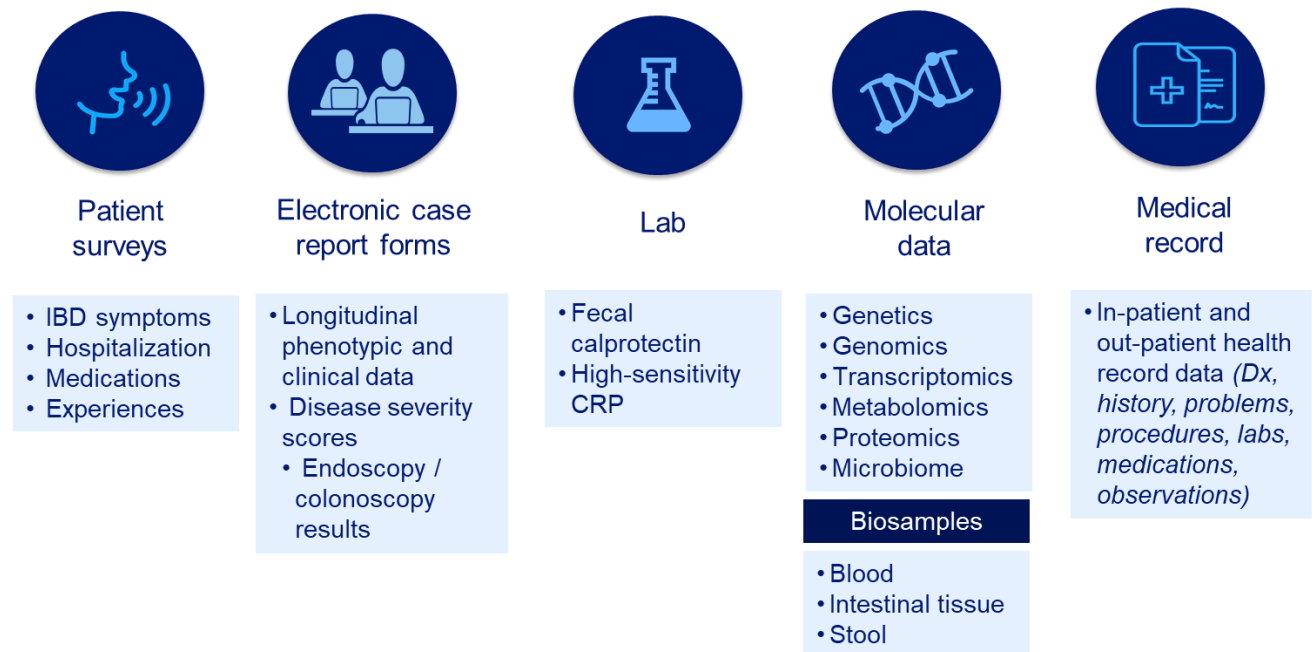 Patient
surveys
• IBD symptoms
• Hospitalization
• Medications
• Experiences
Electronic case
report forms
• Longitudinal
phenotypic and
clinical data
• Disease severity
scores
• Endoscopy /
colonoscopy
results
Lab
• Fecal
calprotectin
• High-sensitivity
CRP
Molecular
data
• Genetics
• Genomics
• Transcriptomics
• Metabolomics
• Proteomics
• Microbiome
Biosamples
• Blood
• Intestinal tissue
• Stool
Medical
record
• In-patient and
out-patient health
record data (Dx,
history, problems,
procedures, labs,
medications,
observations)